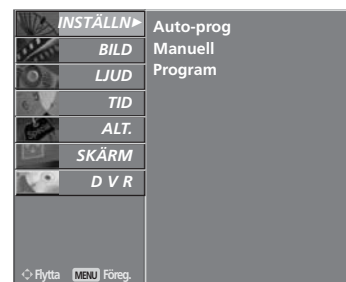 INSTÄLLN►
BILD
LJUD
TID
ALT.
SKÄRM
D V R
Auto-prog
Manuell
Program
Flytta MENU Föreg.